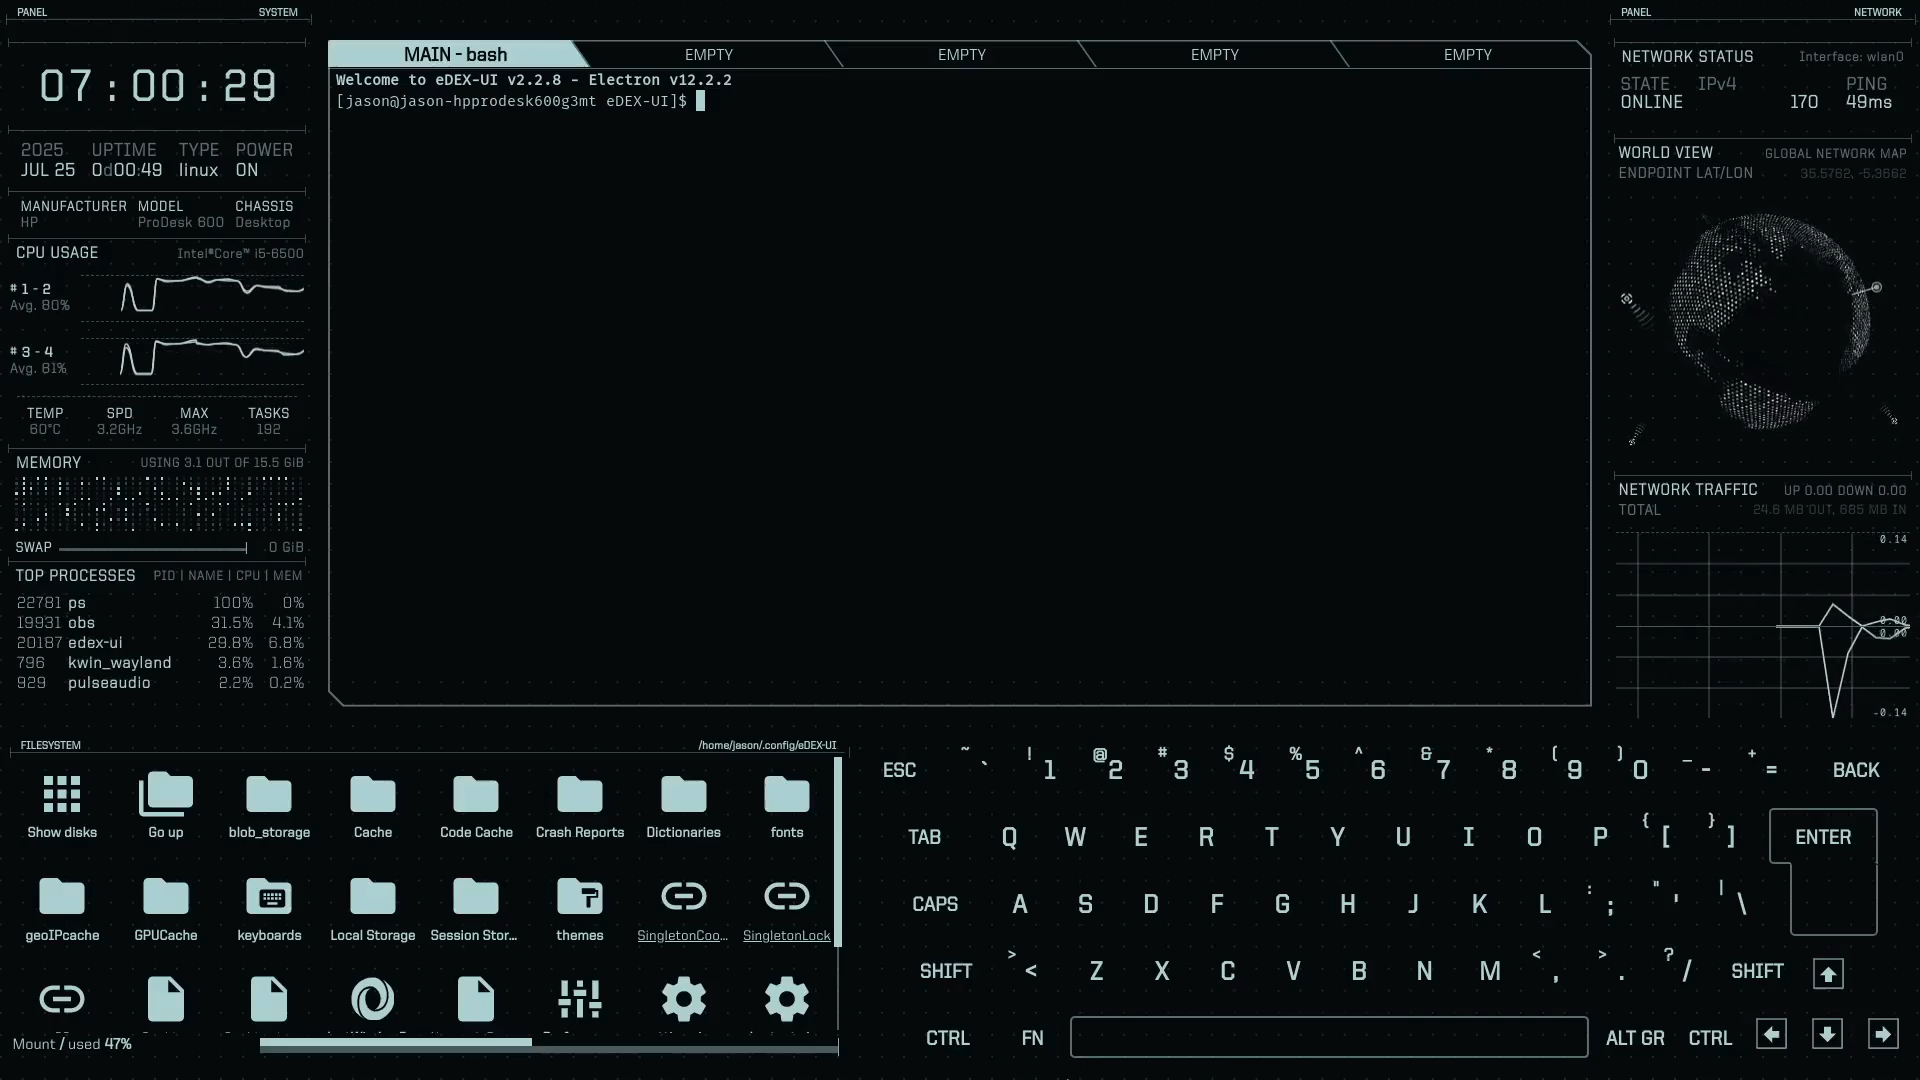 PANEL SYSTEM
07:00:29
2025 UPTIME TYPE POWER
JUL 25 0d00:49 linux ON
MANUFACTURER MODEL CHASSIS
HP ProDesk 600 Desktop
CPU USAGE Intel®Core™ i5-6500
# 1 - 2
Avg. 80%
# 3 - 4
Avg. 81%
TEMP SPD MAX TASKS
60°C 3.2GHz 3.6GHz 192
MEMORY USING 3.1 OUT OF 15.5 GiB
SWAP 0 GiB
TOP PROCESSES PID | NAME | CPU | MEM
22781 ps 100% 0%
19931 obs 31.5% 4.1%
20187 edex-ui 29.8% 6.8%
796 kwin_wayland 3.6% 1.6%
929 pulseaudio 2.2% 0.2%
MAIN - bash EMPTY EMPTY EMPTY EMPTY
Welcome to eDEX-UI v2.2.8 - Electron v12.2.2
[jason@jason-hpprodesk600g3mt eDEX-UI]$
PANEL NETWORK
NETWORK STATUS Interface: wlan0
STATE IPv4 PING
ONLINE 170 49ms
WORLD VIEW GLOBAL NETWORK MAP
ENDPOINT LAT/LON 35.5762, -5.3662
NETWORK TRAFFIC UP 0.00 DOWN 0.00
TOTAL 24.6 MB OUT, 685 MB IN
0.14
0.00
0.00
-0.14
FILESYSTEM /home/jason/.config/eDEX-UI
Show disks Go up blob_storage Cache Code Cache Crash Reports Dictionaries fonts
geoIPcache GPUCache keyboards Local Storage Session Stor... themes SingletonCoo... SingletonLock
Mount / used 47%
ESC ~ ` ! 1 @ 2 # 3 $ 4 % 5 ^ 6 & 7 * 8 ( 9 ) 0 _ - + = BACK
TAB Q W E R T Y U I O P { [ } ] ENTER
CAPS A S D F G H J K L : ; " ' | \
SHIFT > < Z X C V B N M < , > . ? / SHIFT
CTRL FN ALT GR CTRL